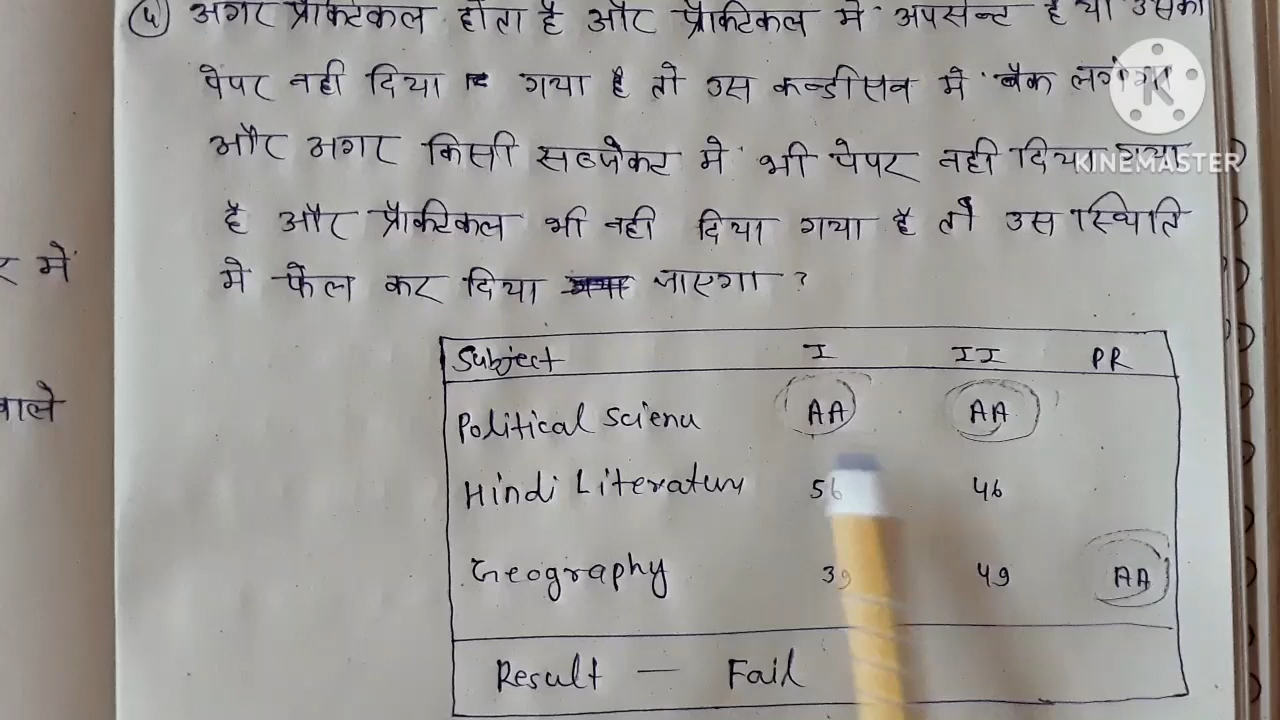 (4) अगर प्रैक्टिकल होता है और प्रैक्टिकल में अपसेन्ट है या उसका
पेपर नही दिया गया है तो उस कन्डीसन में बैक लगेगा
और अगर किसी सब्जेक्ट में भी पेपर नही दिया गया
है और प्रैक्टिकल भी नही दिया गया है तो उस स्थिति
में फेल कर दिया जाएगा ?
र में
वाले
KINEMASTER
Subject I II PR
Political Scienu AA AA
Hindi Literature 56 46
Geography 39 49 AA
Result — Fail